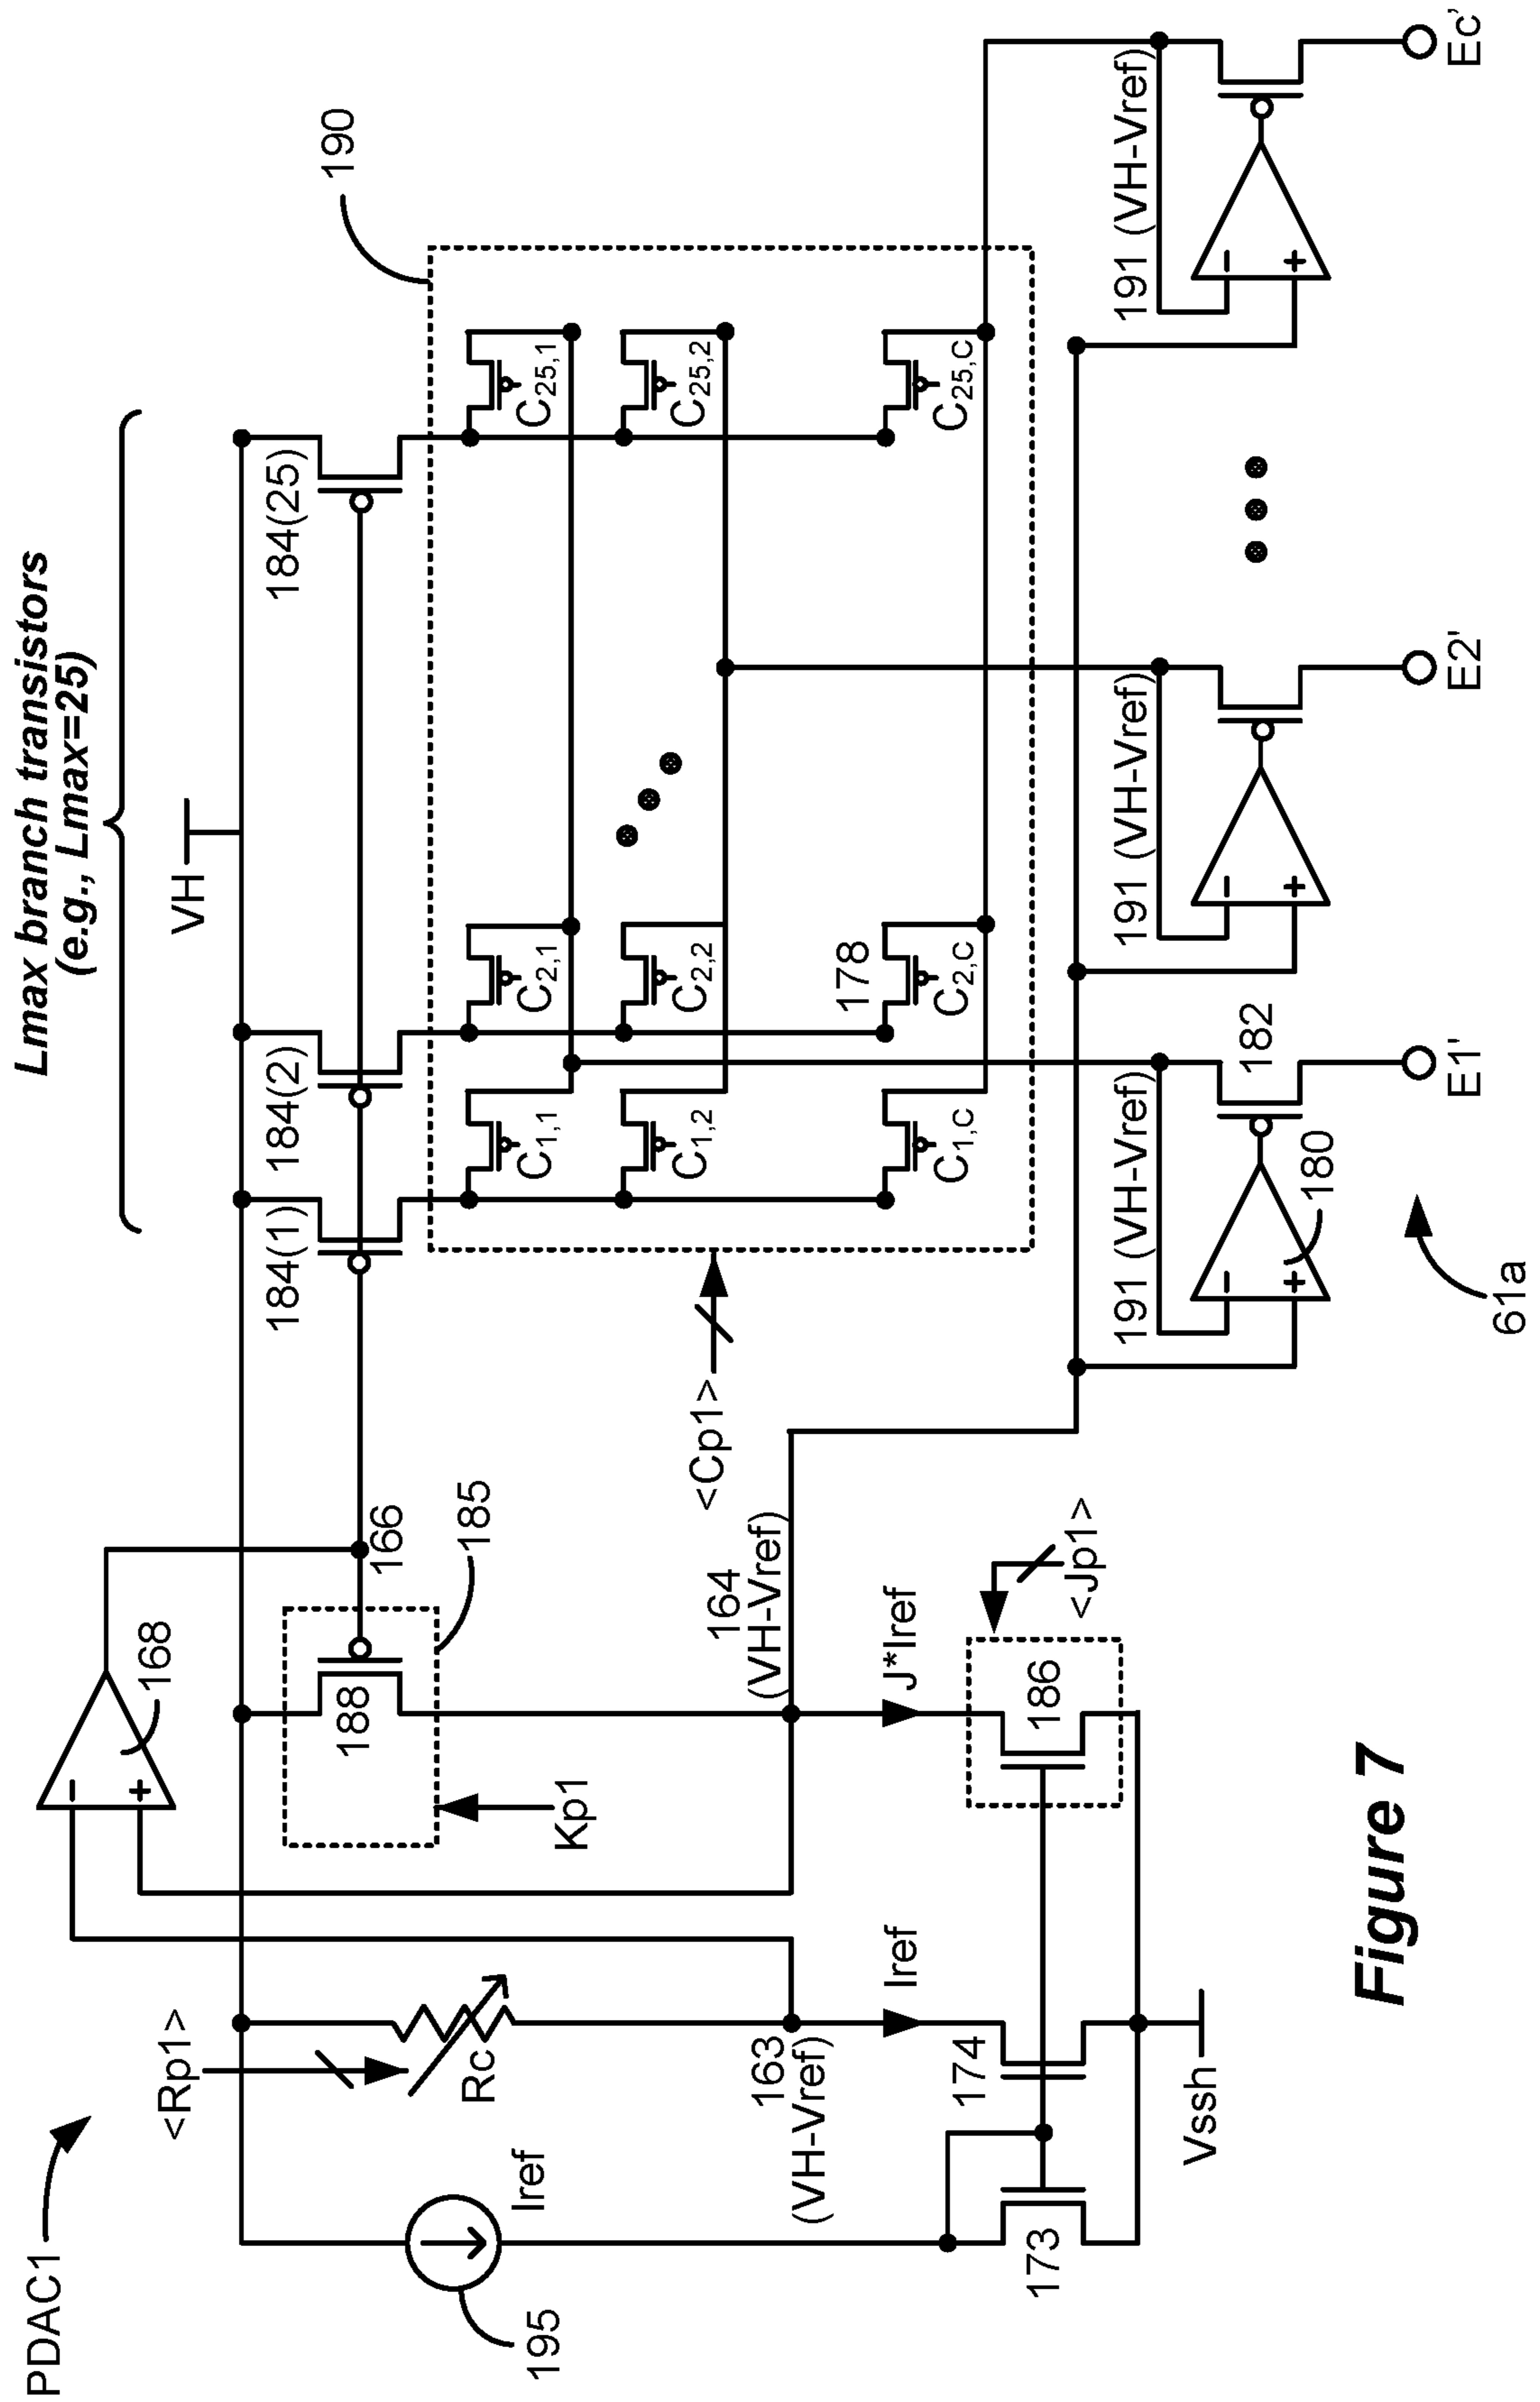 Lmax branch transistors
(e.g., Lmax=25)
PDAC1
VH
190
168
<Rp1>
184(1)
184(2)
184(25)
195
Iref
Rc
188
166
185
Kp1
C1,1
C2,1
C25,1
C1,2
C2,2
C25,2
<Cp1>
178
C1,C
C2,C
C25,C
163
(VH-Vref)
164
(VH-Vref)
Iref
J*Iref
173
174
186
<Jp1>
Vssh
191 (VH-Vref)
191 (VH-Vref)
191 (VH-Vref)
-
+
-
+
-
+
-
+
180
182
E1'
E2'
Ec'
61a
Figure 7